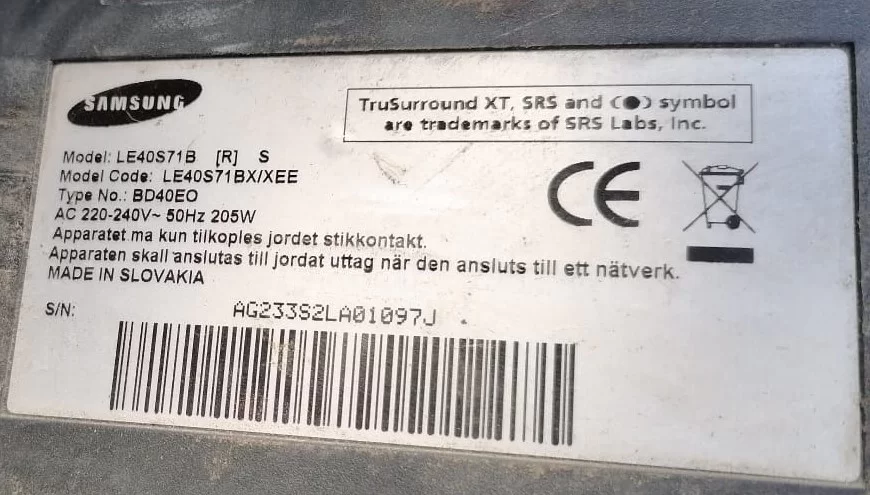 SAMSUNG
TruSurround XT, SRS and (●) symbol
are trademarks of SRS Labs, Inc.
Model: LE40S71B [R] S
Model Code: LE40S71BX/XEE
Type No.: BD40EO
AC 220-240V~ 50Hz 205W
Apparatet ma kun tilkoples jordet stikkontakt.
Apparaten skall anslutas till jordat uttag när den ansluts till ett nätverk.
MADE IN SLOVAKIA
CE
S/N:
AG233S2LA01097J